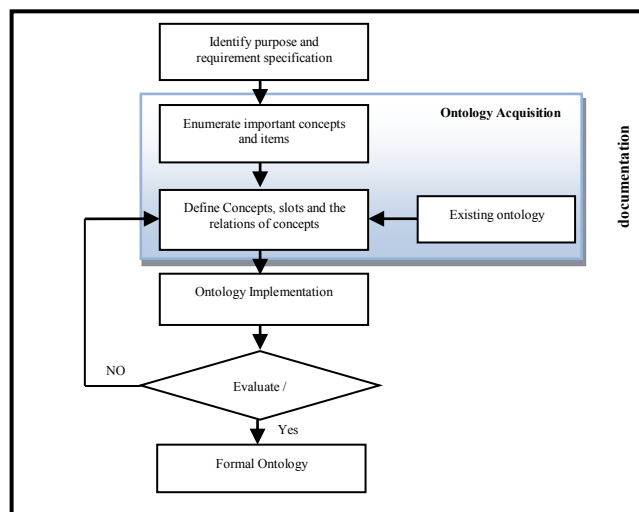 Identify purpose and
requirement specification
Ontology Acquisition
Enumerate important concepts
and items
documentation
Define Concepts, slots and the
relations of concepts
Existing ontology
Ontology Implementation
NO
Evaluate /
Yes
Formal Ontology